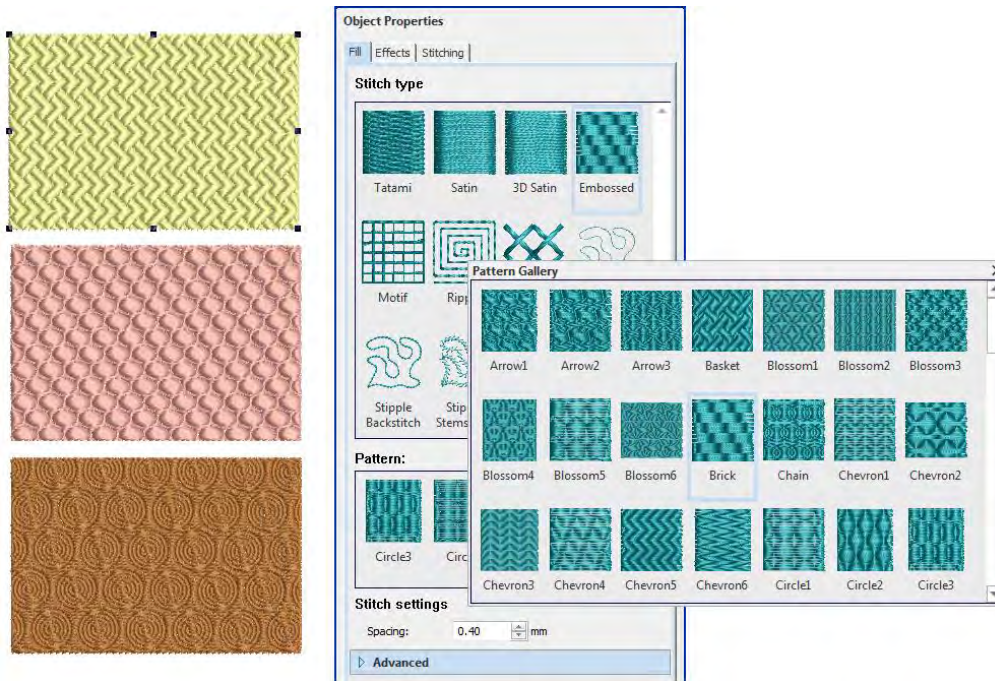 Object Properties
Fill Effects Stitching
Stitch type
Tatami Satin 3D Satin Embossed
Motif
Stipple Backstitch
Pattern:
Circle3
Stitch settings
Spacing: 0.40 mm
Advanced
Pattern Gallery
Arrow1 Arrow2 Arrow3 Basket Blossom1 Blossom2 Blossom3
Blossom4 Blossom5 Blossom6 Brick Chain Chevron1 Chevron2
Chevron3 Chevron4 Chevron5 Chevron6 Circle1 Circle2 Circle3